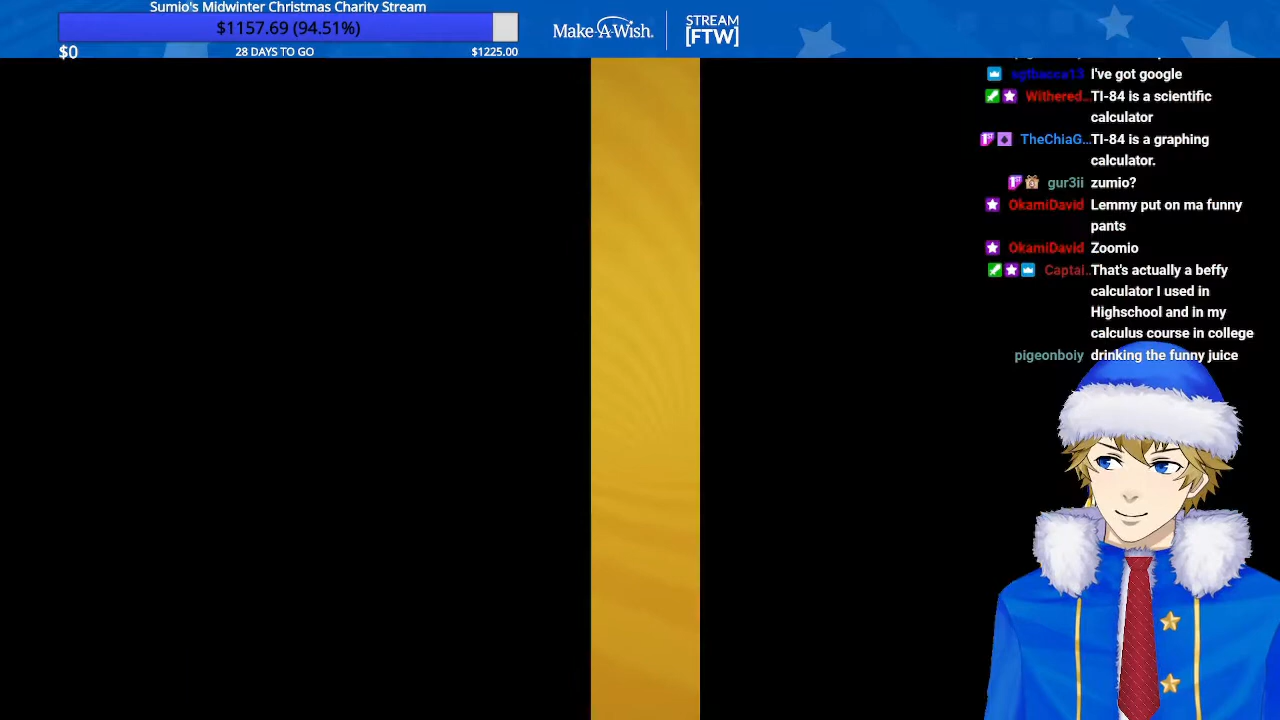 Sumio's Midwinter Christmas Charity Stream
$1157.69 (94.51%)
$0
28 DAYS TO GO
$1225.00
Make-A-Wish.
STREAM
[FTW]
sgtbacca13 I've got google
Withered.. TI-84 is a scientific
calculator
TheChiaG... TI-84 is a graphing
calculator.
gur3ii zumio?
OkamiDavid Lemmy put on ma funny
pants
OkamiDavid Zoomio
Captai.. That's actually a beffy
calculator I used in
Highschool and in my
calculus course in college
pigeonboiy drinking the funny juice